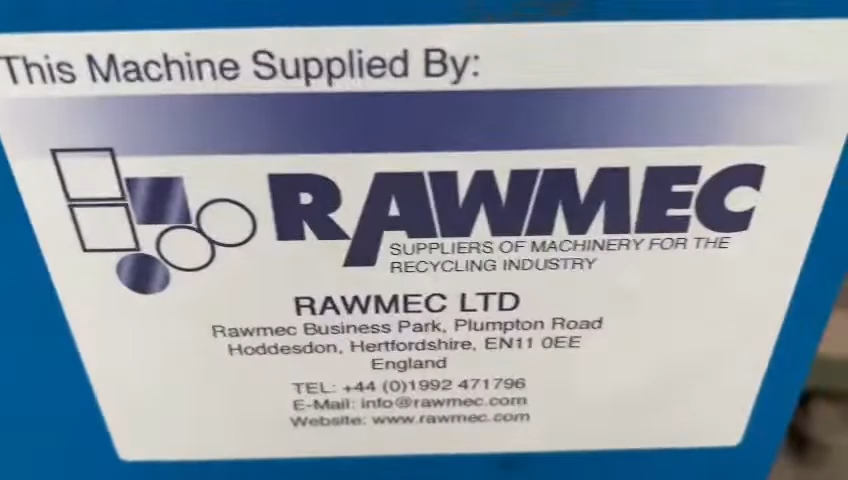 This Machine Supplied By:
RAWMEC
SUPPLIERS OF MACHINERY FOR THE
RECYCLING INDUSTRY
RAWMEC LTD
Rawmec Business Park, Plumpton Road
Hoddesdon, Hertfordshire, EN11 0EE
England
TEL: +44 (0)1992 471796
E-Mail: info@rawmec.com
Website: www.rawmec.com